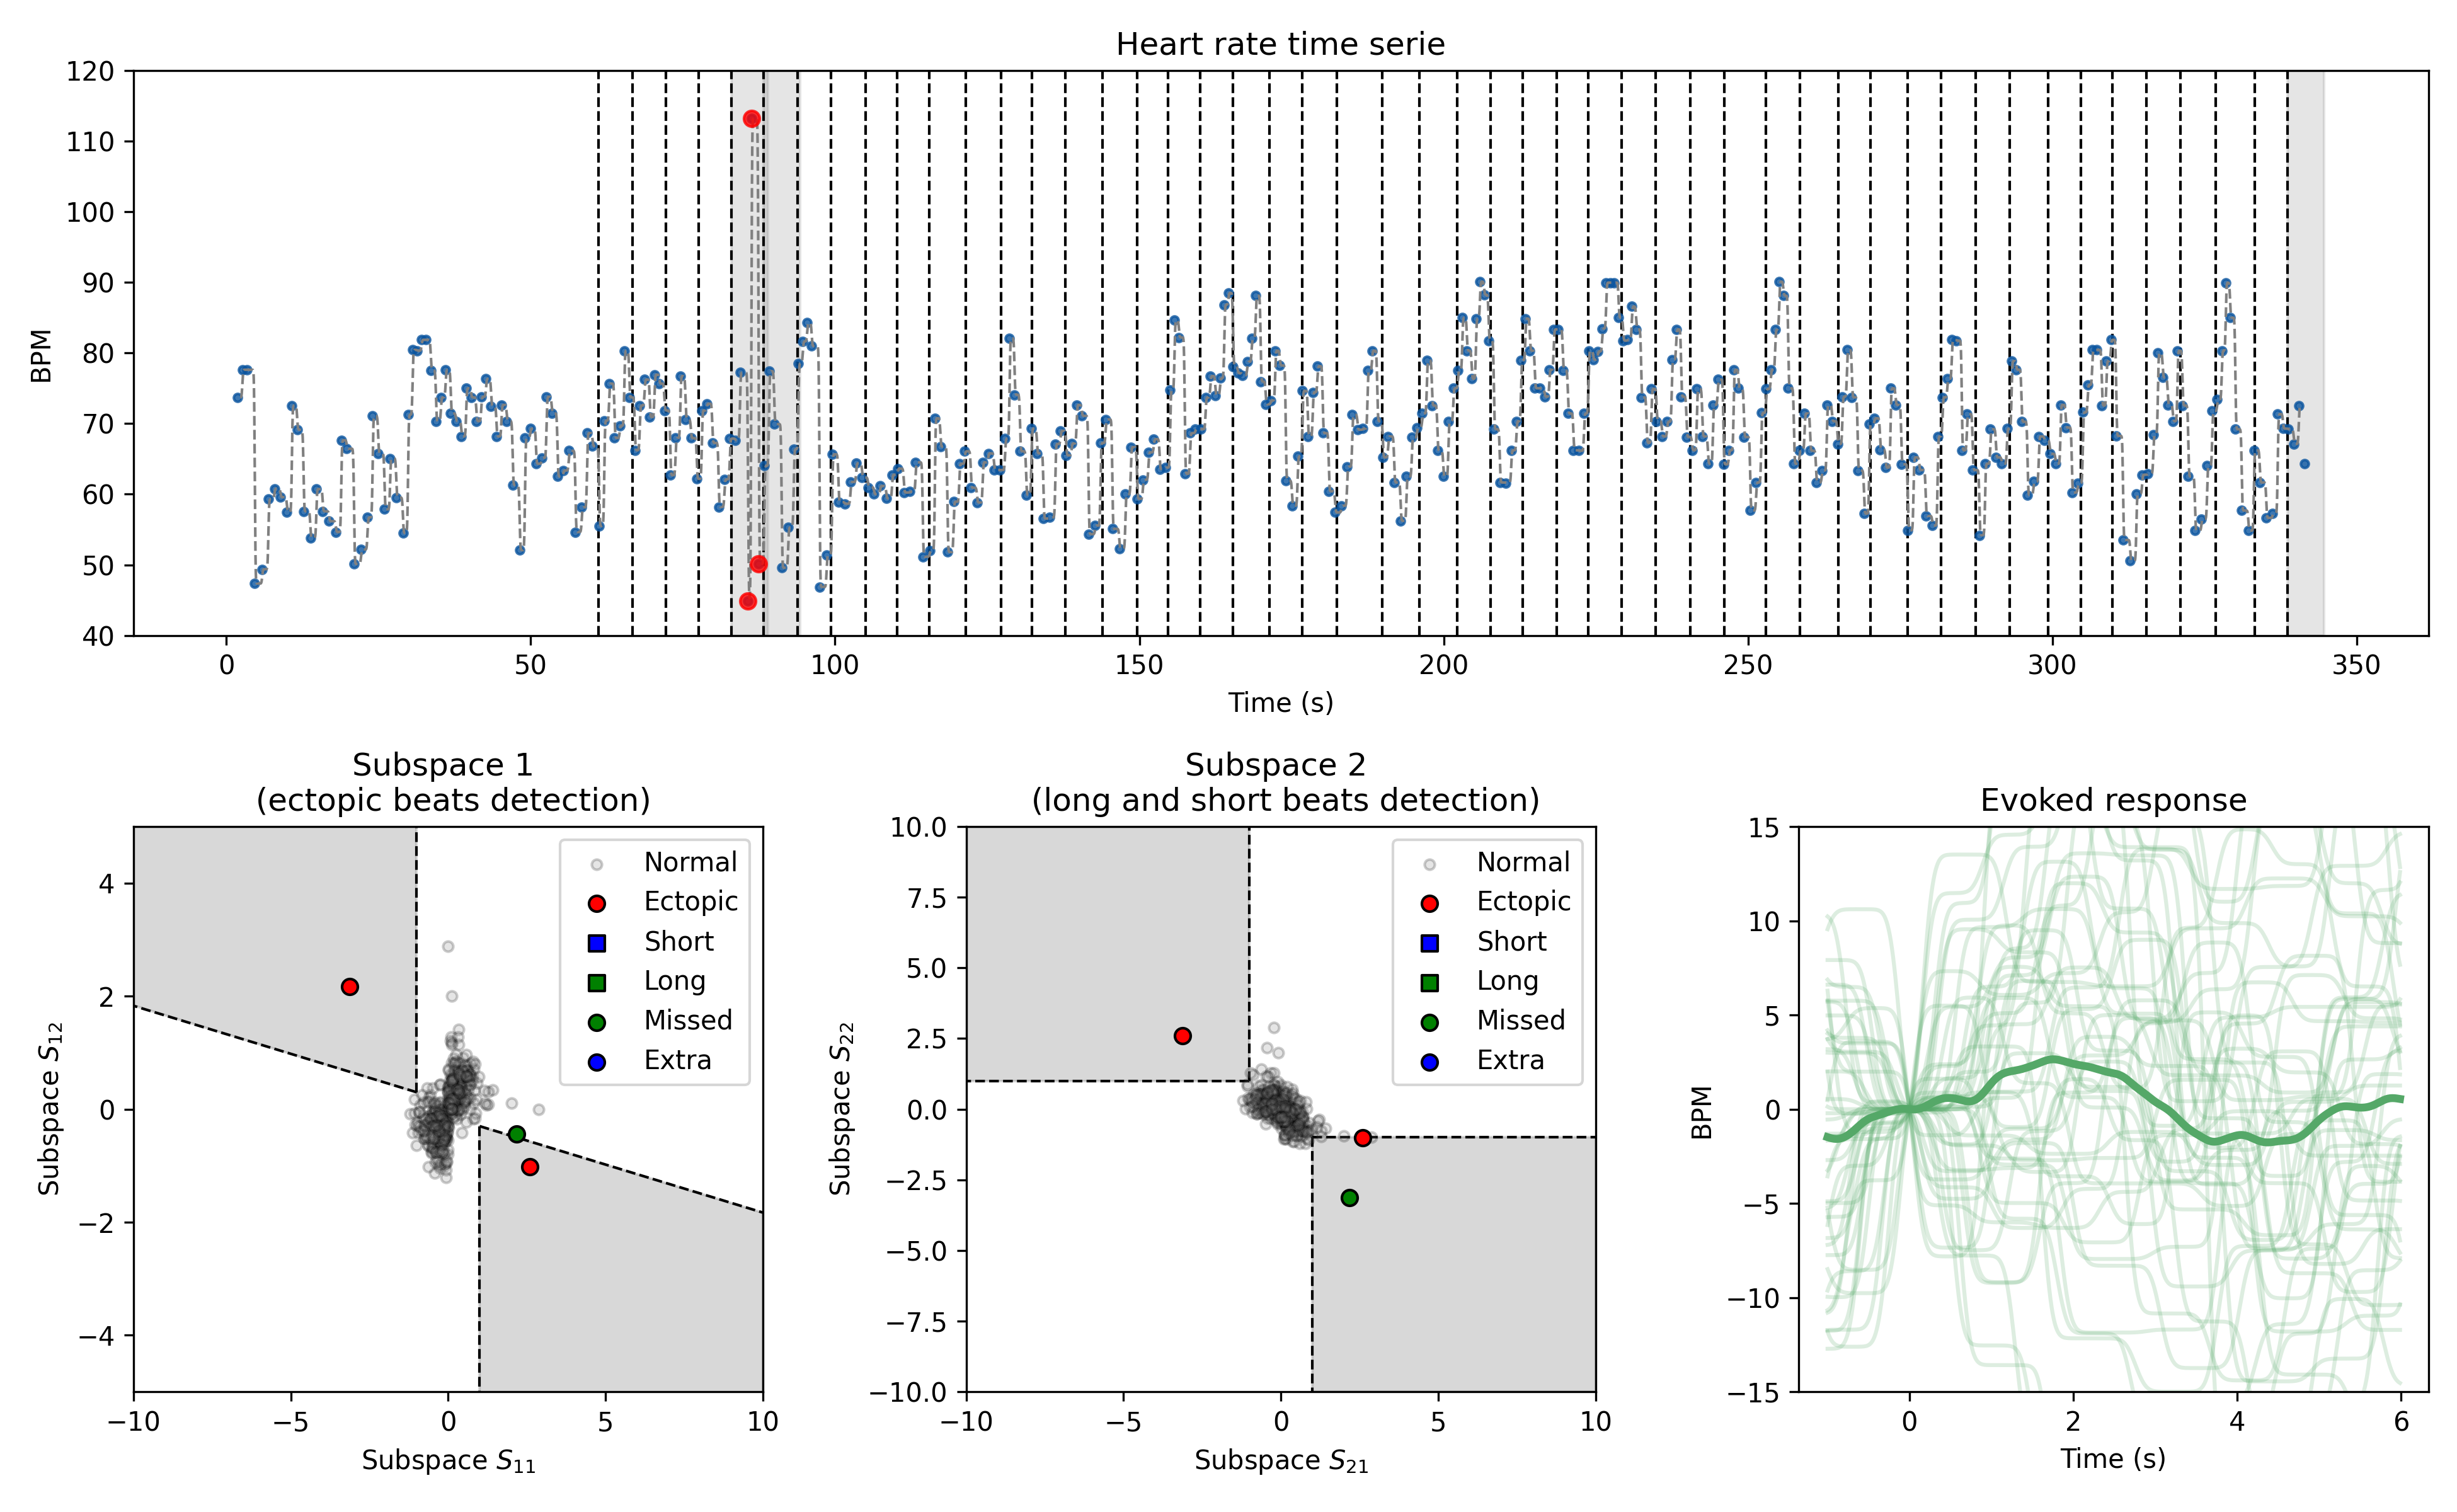 Heart rate time serie
120
110
100
90
80
70
60
50
40
BPM
0 50 100 150 200 250 300 350
Time (s)
Subspace 1
(ectopic beats detection)
4
2
0
−2
−4
Subspace S12
−10 −5 0 5 10
Subspace S11
Normal
Ectopic
Short
Long
Missed
Extra
Subspace 2
(long and short beats detection)
10.0
7.5
5.0
2.5
0.0
−2.5
−5.0
−7.5
−10.0
Subspace S22
−10 −5 0 5 10
Subspace S21
Normal
Ectopic
Short
Long
Missed
Extra
Evoked response
15
10
5
0
−5
−10
−15
BPM
0 2 4 6
Time (s)